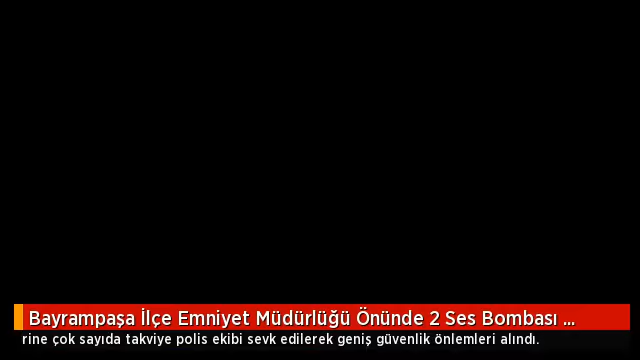 Bayrampaşa İlçe Emniyet Müdürlüğü Önünde 2 Ses Bombası ...
rine çok sayıda takviye polis ekibi sevk edilerek geniş güvenlik önlemleri alındı.